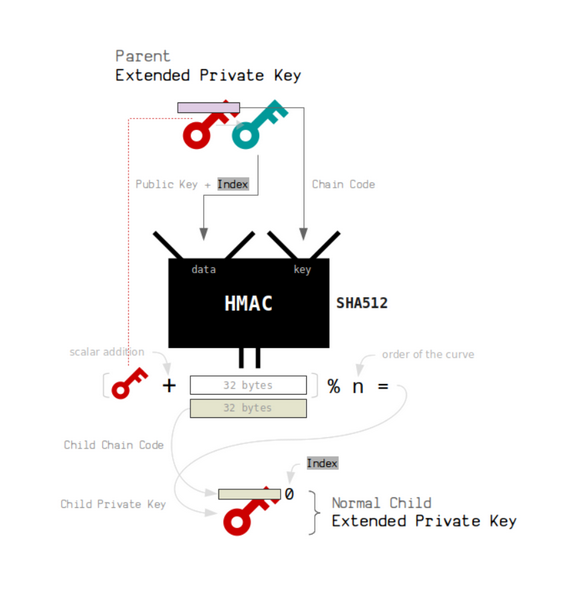 Parent
Extended Private Key
Public Key + Index
Chain Code
data
key
HMAC
SHA512
scalar addition
order of the curve
+
32 bytes
% n =
32 bytes
Child Chain Code
Index
0
Child Private Key
Normal Child
Extended Private Key